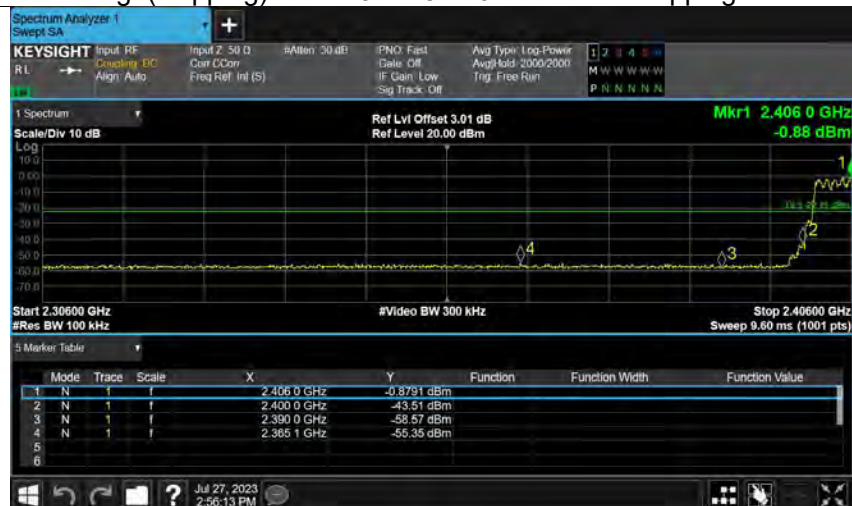 Spectrum Analyzer 1
Swept SA
+
KEYSIGHT
RL
Input: RF
Coupling: DC
Align: Auto
Input Z: 50 Ω
Corr CCorr
Freq Ref: Int (S)
#Atten: 30 dB
PNO: Fast
Gate: Off
IF Gain: Low
Sig Track: Off
Avg Type: Log-Power
Avg|Hold: 2000/2000
Trig: Free Run
1 2 3 4 5 6
M W W W W W
P N N N N N
1 Spectrum
Scale/Div 10 dB
Ref Lvl Offset 3.01 dB
Ref Level 20.00 dBm
Mkr1 2.406 0 GHz
-0.88 dBm
Log
10.0
0.00
-10.0
-20.0
-30.0
-40.0
-50.0
-60.0
-70.0
1
2
3
4
Start 2.30600 GHz
#Res BW 100 kHz
#Video BW 300 kHz
Stop 2.40600 GHz
Sweep 9.60 ms (1001 pts)
5 Marker Table
Mode Trace Scale X Y Function Function Width Function Value
1 N 1 f 2.406 0 GHz -0.8791 dBm
2 N 1 f 2.400 0 GHz -43.51 dBm
3 N 1 f 2.390 0 GHz -58.57 dBm
4 N 1 f 2.365 1 GHz -55.35 dBm
5
6
? Jul 27, 2023
2:56:13 PM